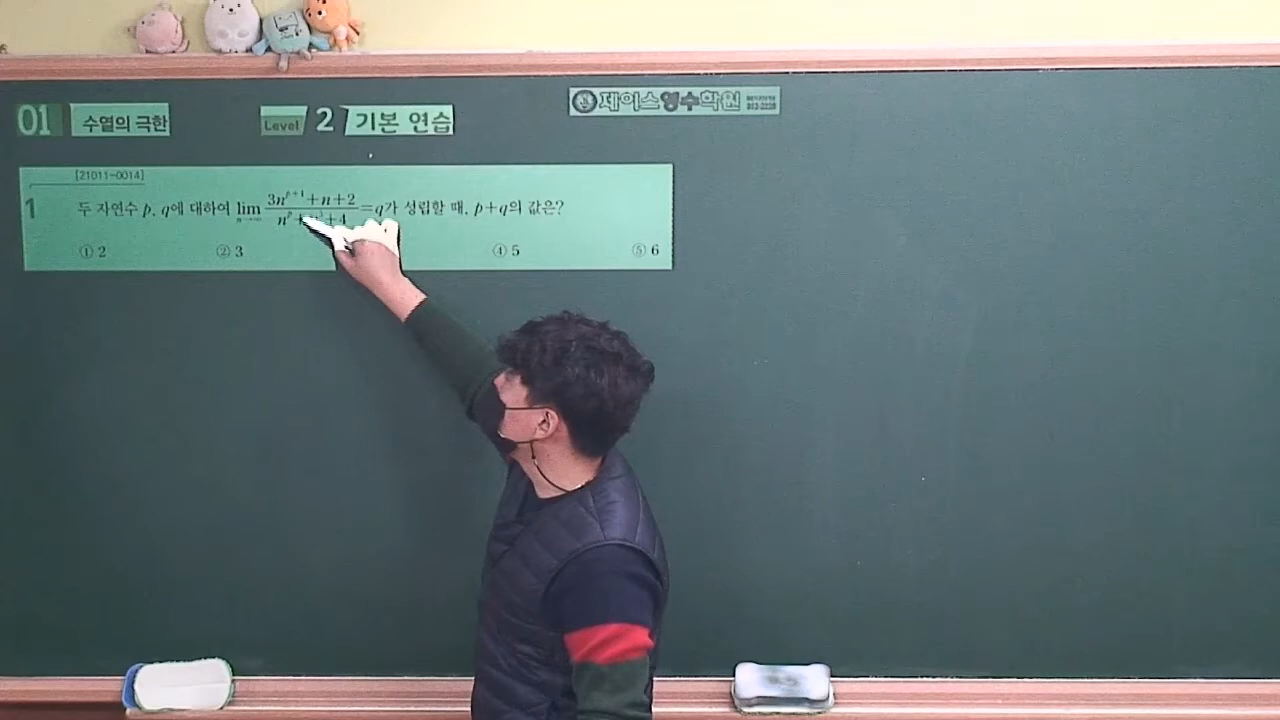 01 수열의 극한
Level 2 기본 연습
제이스영수학원
[21011-0014]
1 두 자연수 p, q에 대하여 lim n→∞ (3n^{p+1}+n+2)/(n^p+ +4)=q가 성립할 때, p+q의 값은?
① 2 ② 3 ④ 5 ⑤ 6